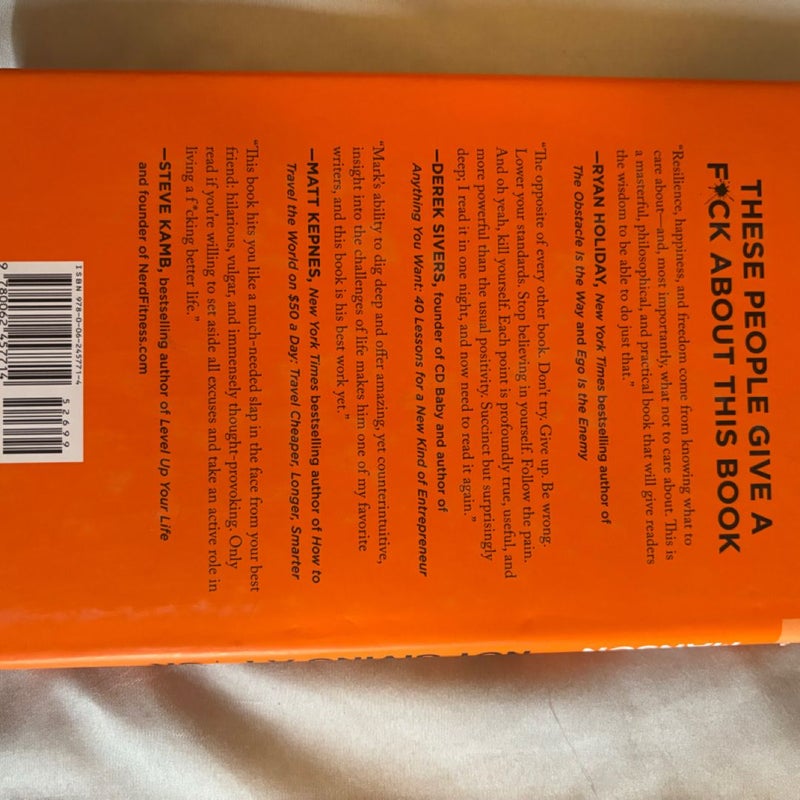 THESE PEOPLE GIVE A
F*CK ABOUT THIS BOOK
“Resilience, happiness, and freedom come from knowing what to
care about—and, most importantly, what not to care about. This is
a masterful, philosophical, and practical book that will give readers
the wisdom to be able to do just that.”
—RYAN HOLIDAY, New York Times bestselling author of
The Obstacle Is the Way and Ego Is the Enemy
“The opposite of every other book. Don't try. Give up. Be wrong.
Lower your standards. Stop believing in yourself. Follow the pain.
And oh yeah, kill yourself. Each point is profoundly true, useful, and
more powerful than the usual positivity. Succinct but surprisingly
deep; I read it in one night, and now need to read it again.”
—DEREK SIVERS, founder of CD Baby and author of
Anything You Want: 40 Lessons for a New Kind of Entrepreneur
“Mark's ability to dig deep and offer amazing, yet counterintuitive,
insight into the challenges of life makes him one of my favorite
writers, and this book is his best work yet.”
—MATT KEPNES, New York Times bestselling author of How to
Travel the World on $50 a Day: Travel Cheaper, Longer, Smarter
“This book hits you like a much-needed slap in the face from your best
friend: hilarious, vulgar, and immensely thought-provoking. Only
read if you're willing to set aside all excuses and take an active role in
living a f*cking better life.”
—STEVE KAMB, bestselling author of Level Up Your Life
and founder of NerdFitness.com
ISBN 978-0-06-245771-4
52699
9 780062 457714